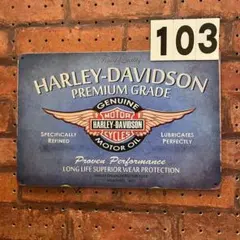 103
HARLEY-DAVIDSON
PREMIUM GRADE
GENUINE
MOTOR
HARLEY-DAVIDSON
CYCLES
MOTOR OIL
SPECIFICALLY
REFINED
LUBRICATES
PERFECTLY
Proven Performance
LONG LIFE SUPERIOR WEAR PROTECTION